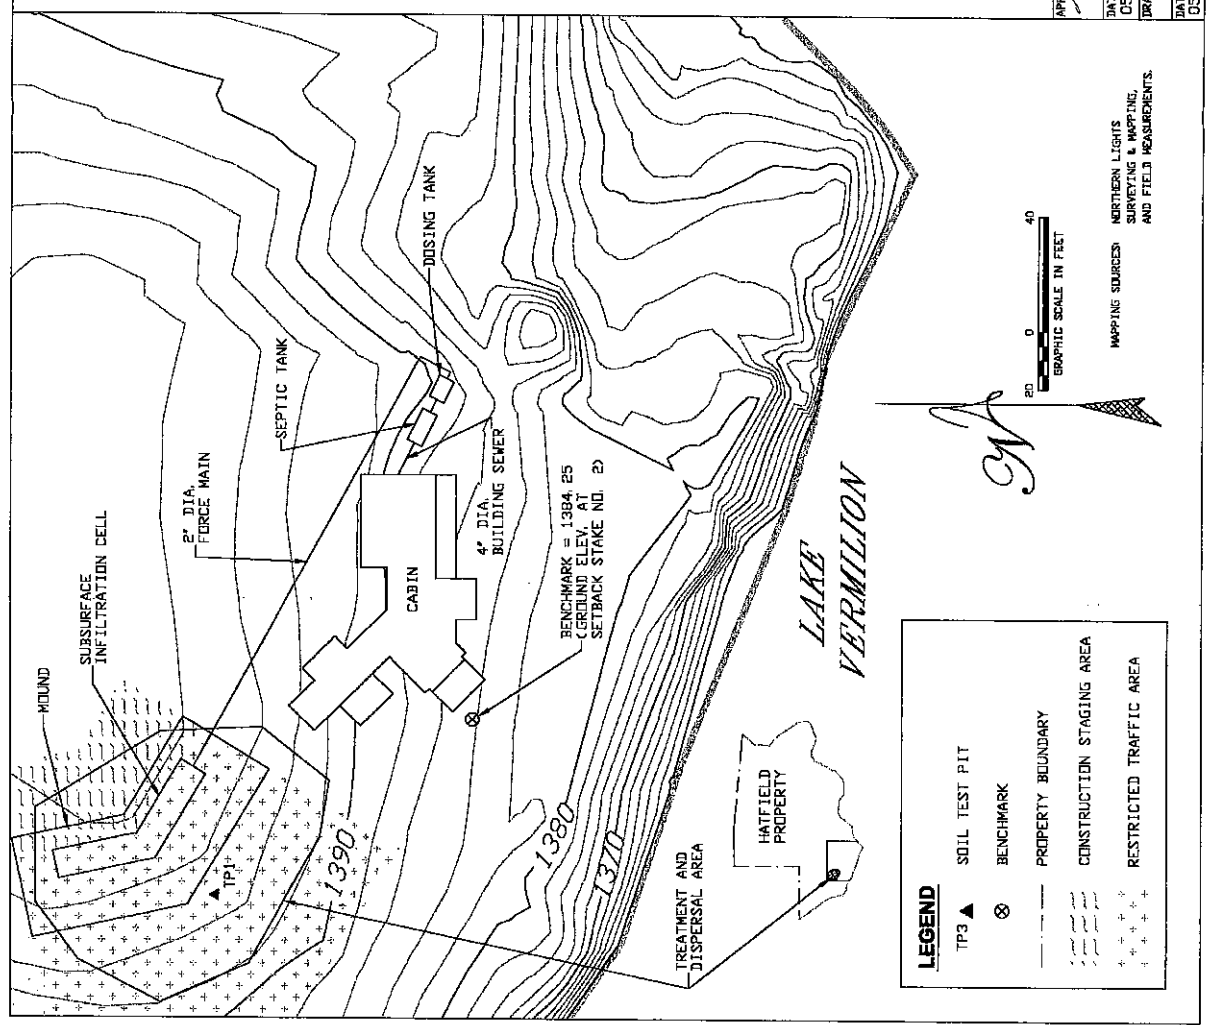 MOUND
SUBSURFACE
INFILTRATION CELL
2" DIA.
FORCE MAIN
SEPTIC TANK
DOSING TANK
TP1
1390
CABIN
4" DIA.
BUILDING SEWER
BENCHMARK = 1384.25
(GROUND ELEV. AT
SETBACK STAKE NO. 2)
1380
1370
TREATMENT AND
DISPERSAL AREA
HATFIELD
PROPERTY
LAKE
VERMILION
N
20 0 40
GRAPHIC SCALE IN FEET
MAPPING SOURCES: NORTHERN LIGHTS
SURVEYING & MAPPING,
AND FIELD MEASUREMENTS.
LEGEND
TP3 SOIL TEST PIT
BENCHMARK
PROPERTY BOUNDARY
CONSTRUCTION STAGING AREA
RESTRICTED TRAFFIC AREA